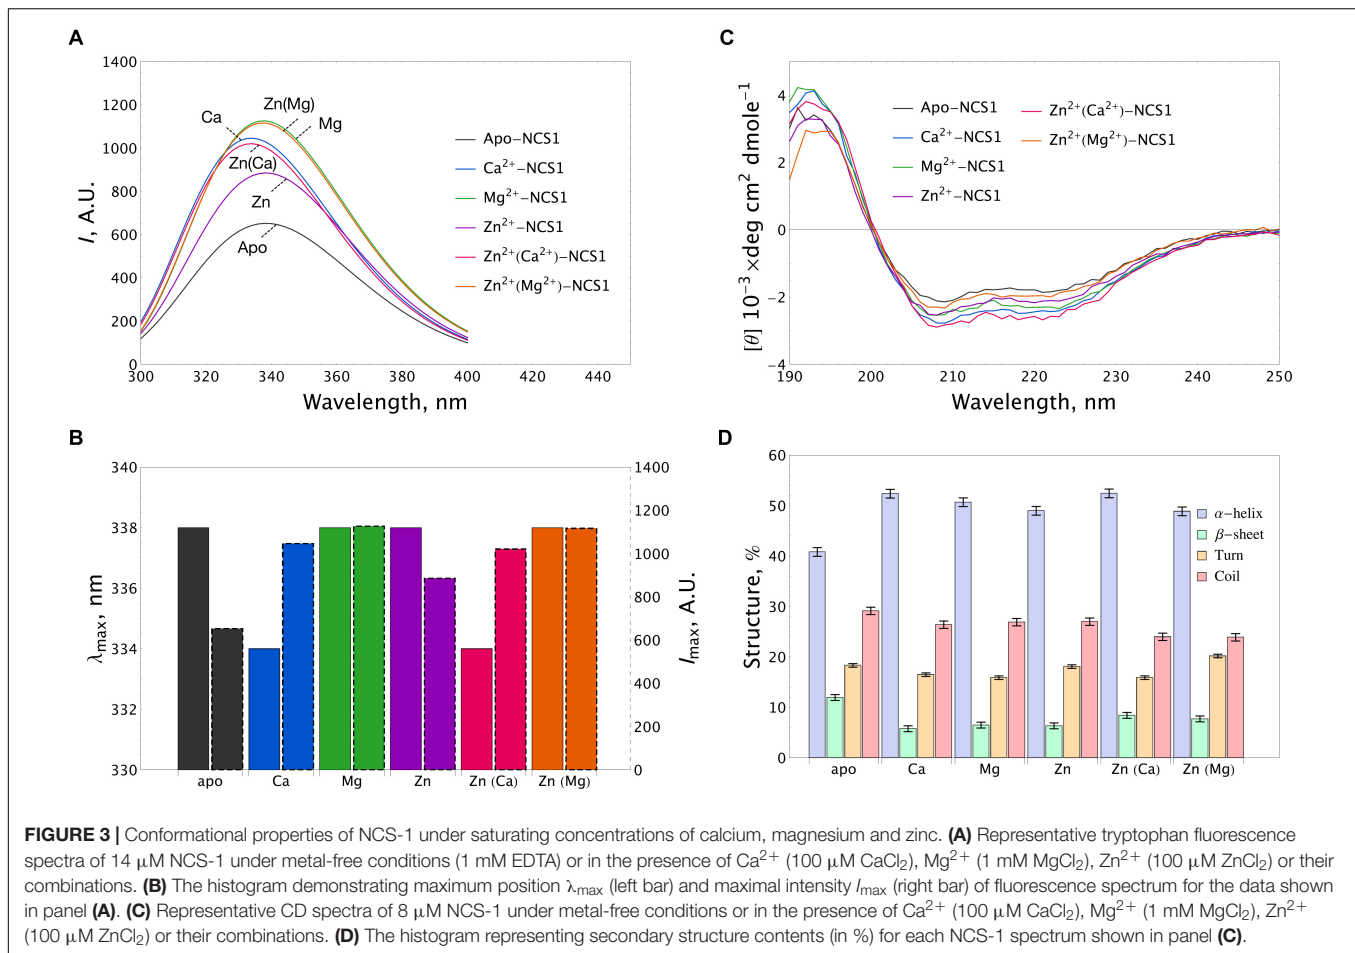 A
1400
1200
1000
800
600
400
200
0
I, A.U.
300 320 340 360 380 400 420 440
Wavelength, nm
Ca
Zn(Mg)
Mg
Zn(Ca)
Zn
Apo
Apo–NCS1
Ca²⁺–NCS1
Mg²⁺–NCS1
Zn²⁺–NCS1
Zn²⁺(Ca²⁺)–NCS1
Zn²⁺(Mg²⁺)–NCS1
C
4
2
0
−2
−4
[θ] 10⁻³ ×deg cm² dmole⁻¹
190 200 210 220 230 240 250
Wavelength, nm
Apo–NCS1
Ca²⁺–NCS1
Mg²⁺–NCS1
Zn²⁺–NCS1
Zn²⁺(Ca²⁺)–NCS1
Zn²⁺(Mg²⁺)–NCS1
B
340
338
336
334
332
330
λmax, nm
1400
1200
1000
800
600
400
200
0
Imax, A.U.
apo Ca Mg Zn Zn (Ca) Zn (Mg)
D
60
50
40
30
20
10
0
Structure, %
α–helix
β–sheet
Turn
Coil
apo Ca Mg Zn Zn (Ca) Zn (Mg)
FIGURE 3 | Conformational properties of NCS-1 under saturating concentrations of calcium, magnesium and zinc. (A) Representative tryptophan fluorescence
spectra of 14 μM NCS-1 under metal-free conditions (1 mM EDTA) or in the presence of Ca²⁺ (100 μM CaCl₂), Mg²⁺ (1 mM MgCl₂), Zn²⁺ (100 μM ZnCl₂) or their
combinations. (B) The histogram demonstrating maximum position λmax (left bar) and maximal intensity Imax (right bar) of fluorescence spectrum for the data shown
in panel (A). (C) Representative CD spectra of 8 μM NCS-1 under metal-free conditions or in the presence of Ca²⁺ (100 μM CaCl₂), Mg²⁺ (1 mM MgCl₂), Zn²⁺
(100 μM ZnCl₂) or their combinations. (D) The histogram representing secondary structure contents (in %) for each NCS-1 spectrum shown in panel (C).